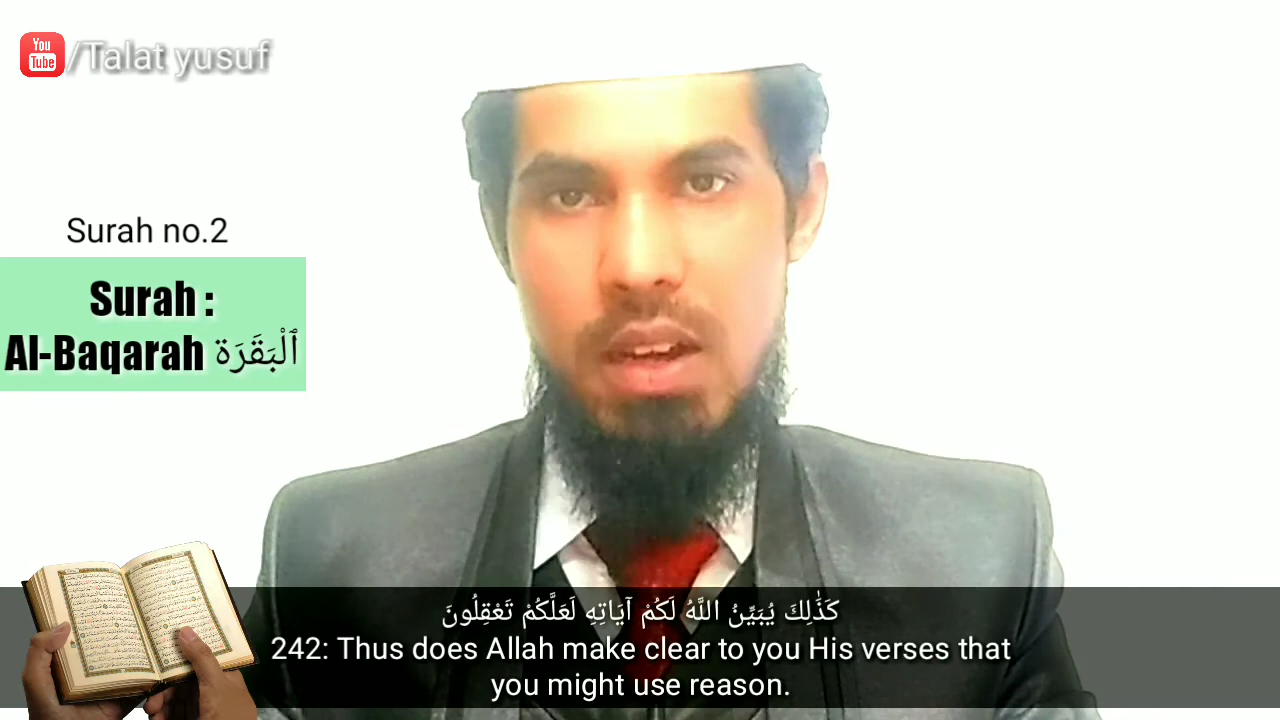 You
Tube /Talat yusuf
Surah no.2
Surah :
Al-Baqarah ٱلْبَقَرَة
كَذَٰلِكَ يُبَيِّنُ اللَّهُ لَكُمْ آيَاتِهِ لَعَلَّكُمْ تَعْقِلُونَ
242: Thus does Allah make clear to you His verses that
you might use reason.